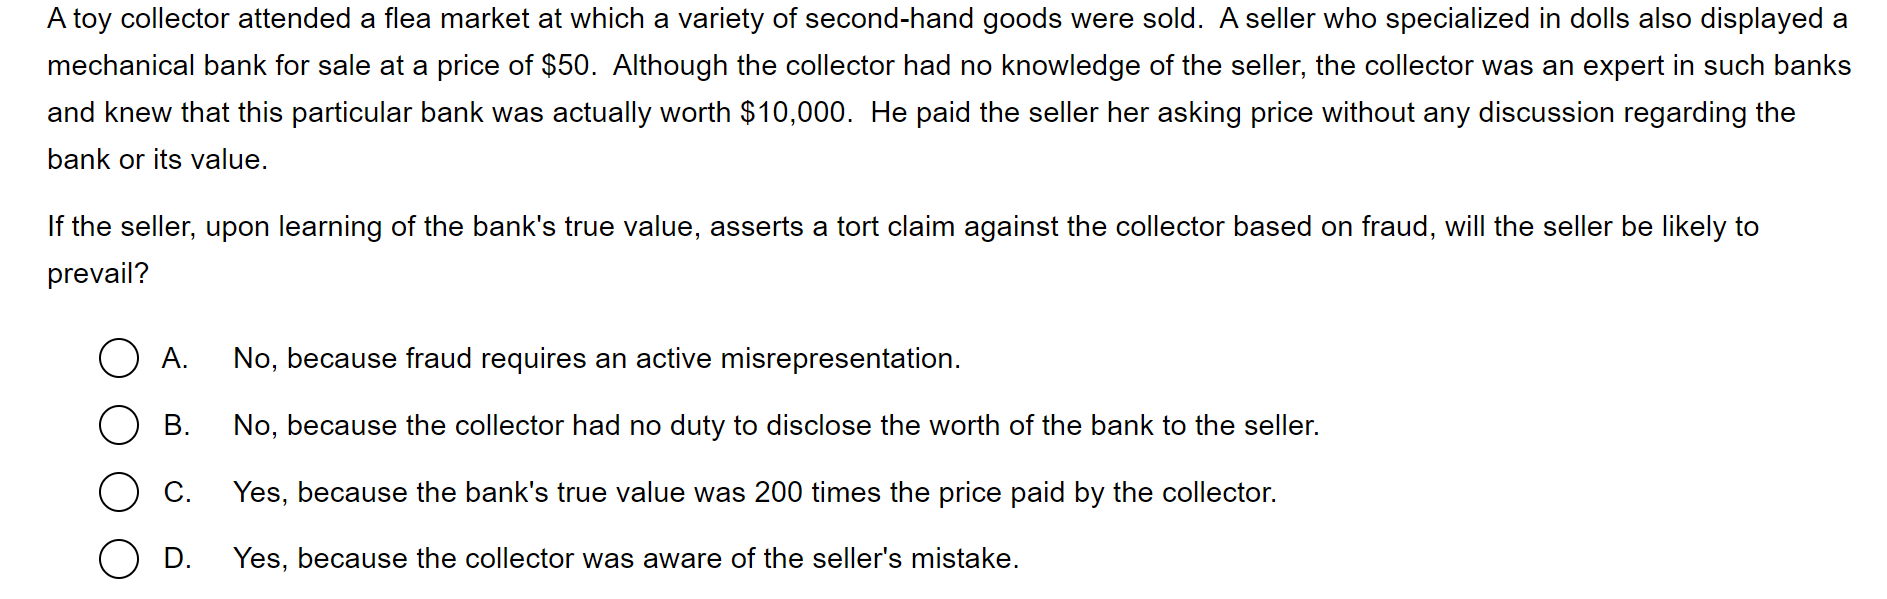 A toy collector attended a flea market at which a variety of second-hand goods were sold.  A seller who specialized in dolls also displayed a
mechanical bank for sale at a price of $50.  Although the collector had no knowledge of the seller, the collector was an expert in such banks
and knew that this particular bank was actually worth $10,000.  He paid the seller her asking price without any discussion regarding the
bank or its value.
If the seller, upon learning of the bank's true value, asserts a tort claim against the collector based on fraud, will the seller be likely to
prevail?
A. No, because fraud requires an active misrepresentation.
B. No, because the collector had no duty to disclose the worth of the bank to the seller.
C. Yes, because the bank's true value was 200 times the price paid by the collector.
D. Yes, because the collector was aware of the seller's mistake.